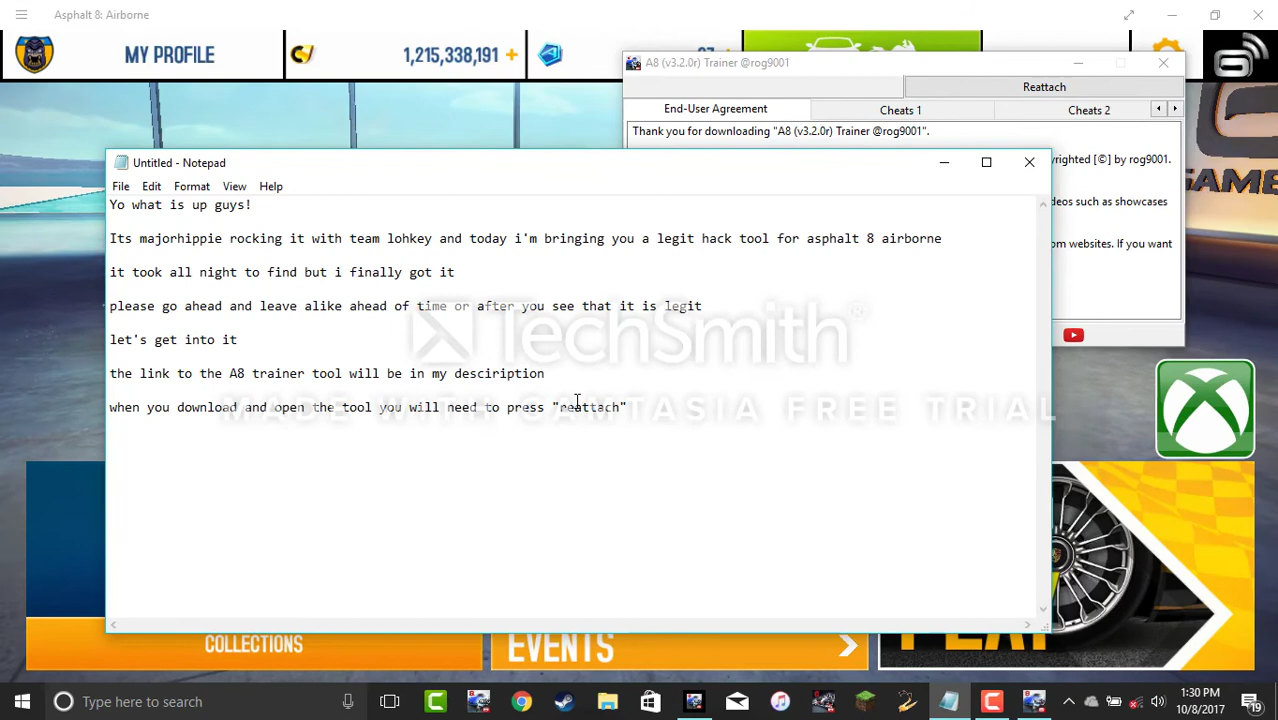 Asphalt 8: Airborne
MY PROFILE
1,215,338,191 +
A8 (v3.2.0r) Trainer @rog9001
Reattach
End-User Agreement
Cheats 1
Cheats 2
Thank you for downloading "A8 (v3.2.0r) Trainer @rog9001".
yrighted [©] by rog9001.
deos such as showcases
om websites. If you want
GAME
Untitled - Notepad
File Edit Format View Help
Yo what is up guys!
Its majorhippie rocking it with team lohkey and today i'm bringing you a legit hack tool for asphalt 8 airborne
it took all night to find but i finally got it
please go ahead and leave alike ahead of time or after you see that it is legit
let's get into it
the link to the A8 trainer tool will be in my desciription
when you download and open the tool you will need to press "reattach"
TechSmith®
MADE WITH CAMTASIA FREE TRIAL
COLLECTIONS
EVENTS
PLAY
Type here to search
1:30 PM
10/8/2017
19